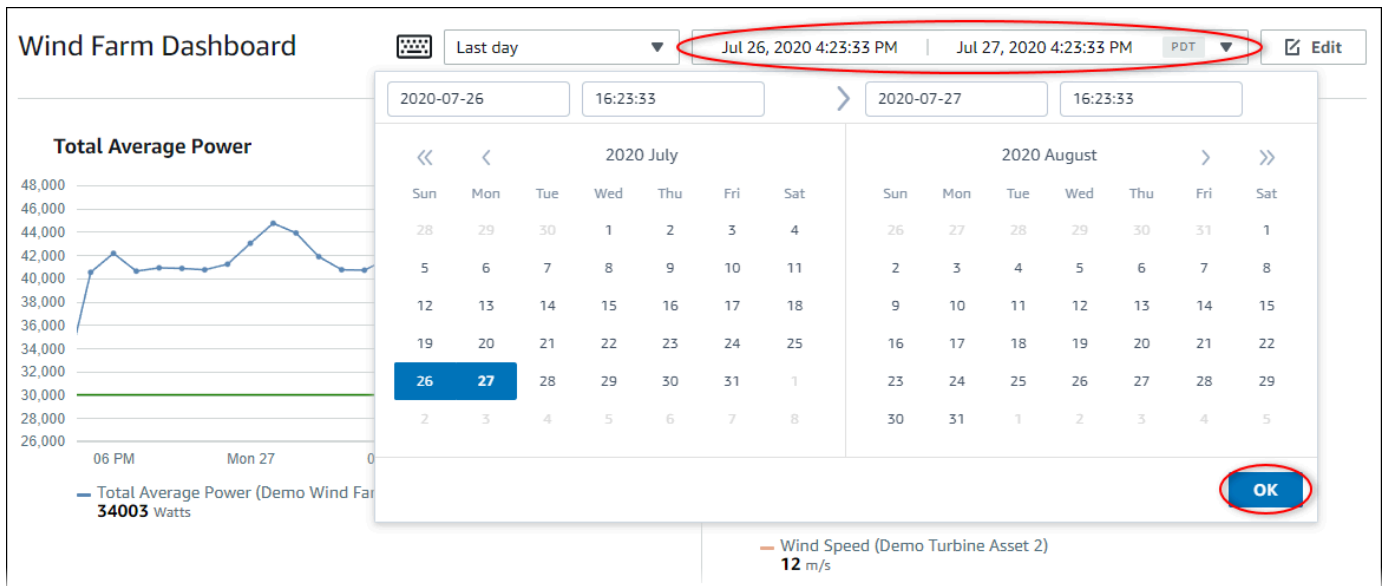 Wind Farm Dashboard
Last day
Jul 26, 2020 4:23:33 PM | Jul 27, 2020 4:23:33 PM PDT
Edit
2020-07-26 16:23:33 2020-07-27 16:23:33
2020 July
Sun Mon Tue Wed Thu Fri Sat
28 29 30 1 2 3 4
5 6 7 8 9 10 11
12 13 14 15 16 17 18
19 20 21 22 23 24 25
26 27 28 29 30 31 1
2 3 4 5 6 7 8
2020 August
Sun Mon Tue Wed Thu Fri Sat
26 27 28 29 30 31 1
2 3 4 5 6 7 8
9 10 11 12 13 14 15
16 17 18 19 20 21 22
23 24 25 26 27 28 29
30 31 1 2 3 4 5
OK
Total Average Power
48,000
46,000
44,000
42,000
40,000
38,000
36,000
34,000
32,000
30,000
28,000
26,000
06 PM Mon 27 0
Total Average Power (Demo Wind Far
34003 Watts
Wind Speed (Demo Turbine Asset 2)
12 m/s